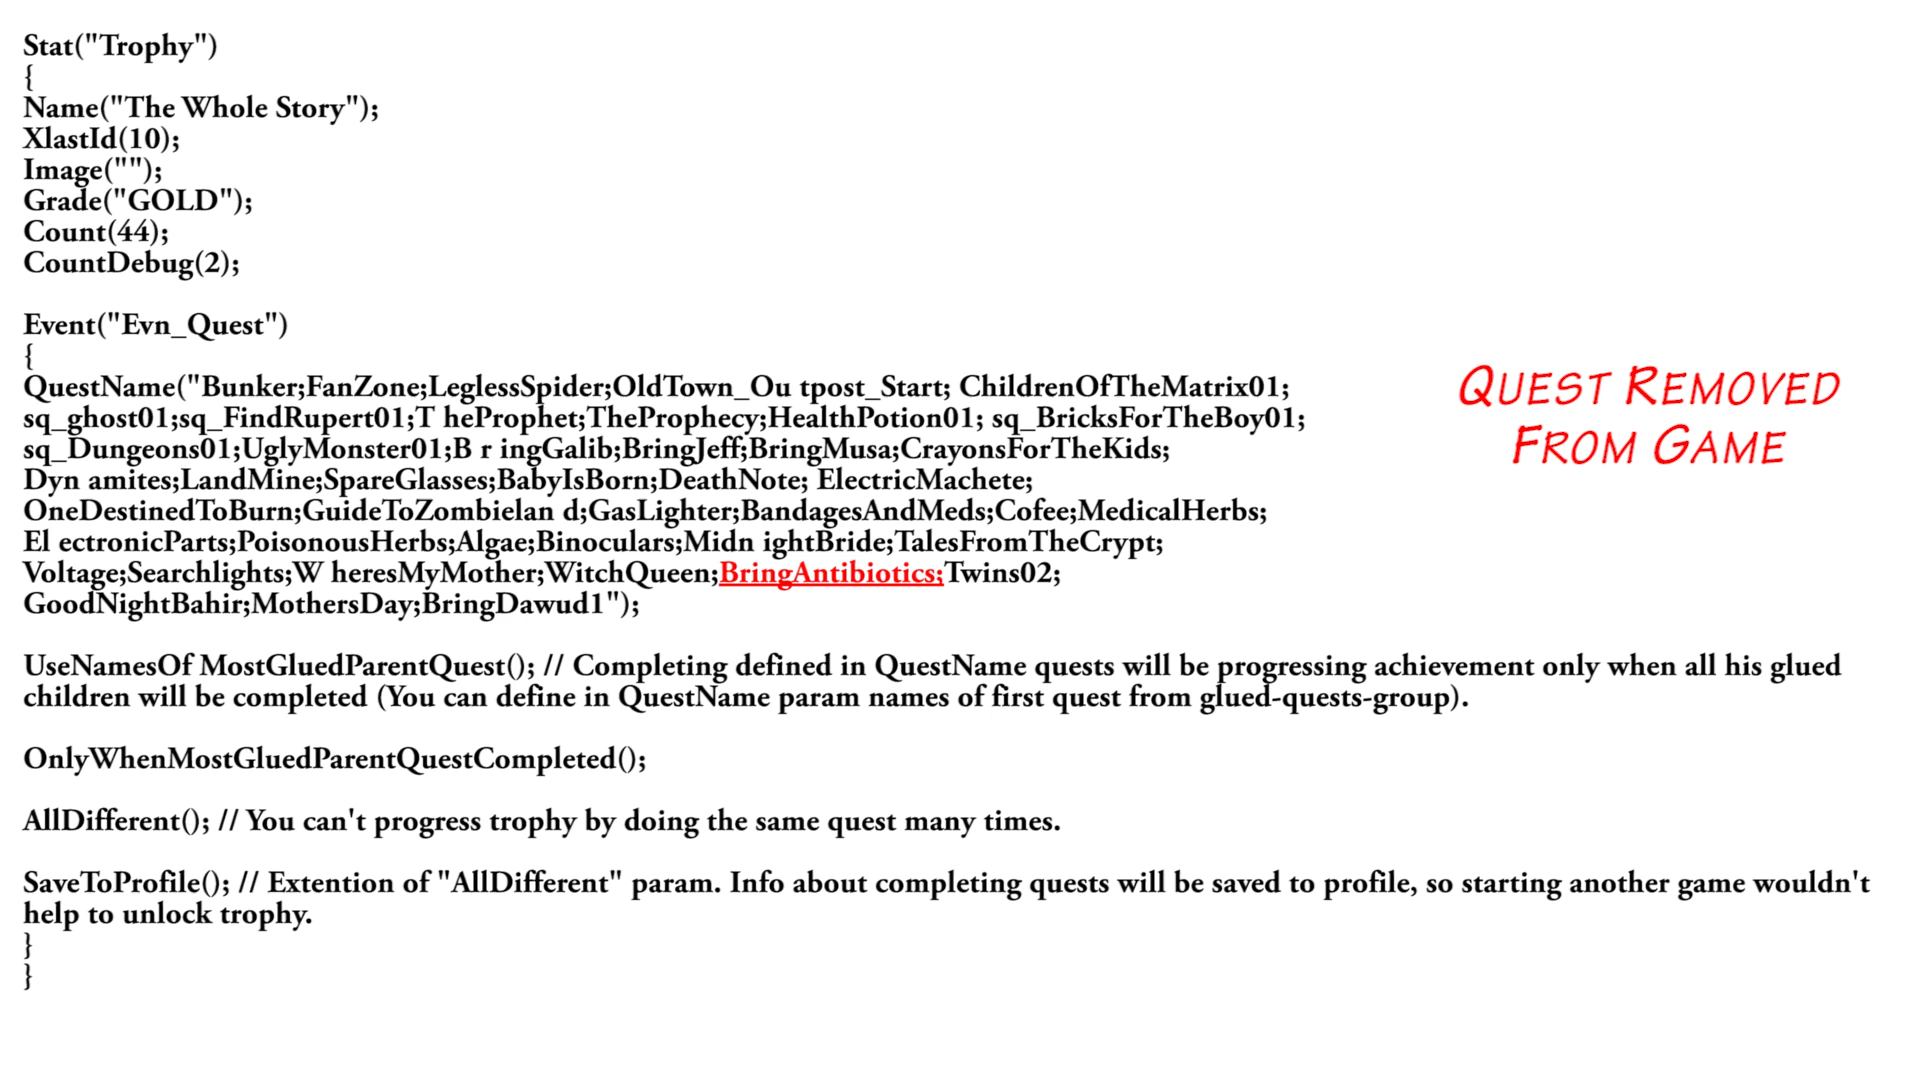 Stat("Trophy")
{
Name("The Whole Story");
XlastId(10);
Image("");
Grade("GOLD");
Count(44);
CountDebug(2);
Event("Evn_Quest")
{
QuestName("Bunker;FanZone;LeglessSpider;OldTown_Ou tpost_Start; ChildrenOfTheMatrix01;
sq_ghost01;sq_FindRupert01;T heProphet;TheProphecy;HealthPotion01; sq_BricksForTheBoy01;
sq_Dungeons01;UglyMonster01;B r ingGalib;BringJeff;BringMusa;CrayonsForTheKids;
Dyn amites;LandMine;SpareGlasses;BabyIsBorn;DeathNote; ElectricMachete;
OneDestinedToBurn;GuideToZombielan d;GasLighter;BandagesAndMeds;Cofee;MedicalHerbs;
El ectronicParts;PoisonousHerbs;Algae;Binoculars;Midn ightBride;TalesFromTheCrypt;
Voltage;Searchlights;W heresMyMother;WitchQueen;BringAntibiotics;Twins02;
GoodNightBahir;MothersDay;BringDawud1");
UseNamesOf MostGluedParentQuest(); // Completing defined in QuestName quests will be progressing achievement only when all his glued
children will be completed (You can define in QuestName param names of first quest from glued-quests-group).
OnlyWhenMostGluedParentQuestCompleted();
AllDifferent(); // You can't progress trophy by doing the same quest many times.
SaveToProfile(); // Extention of "AllDifferent" param. Info about completing quests will be saved to profile, so starting another game wouldn't
help to unlock trophy.
}
}
QUEST REMOVED
FROM GAME